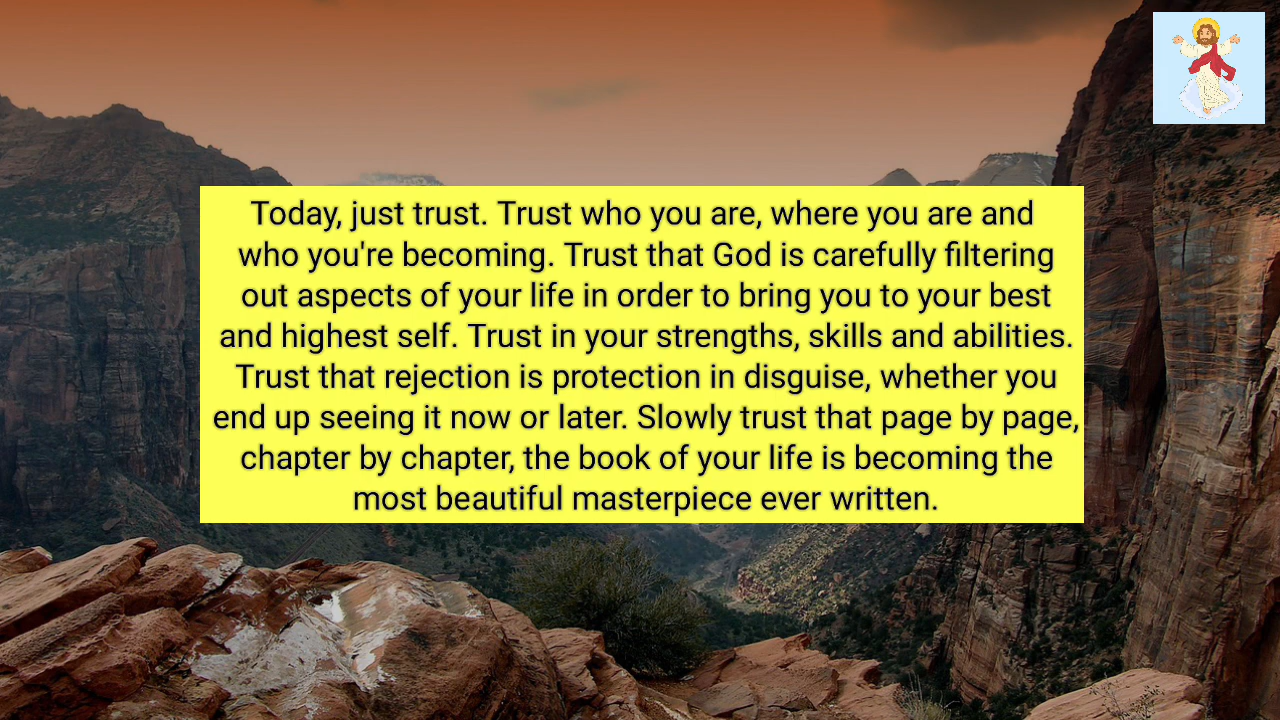 Today, just trust. Trust who you are, where you are and
who you're becoming. Trust that God is carefully filtering
out aspects of your life in order to bring you to your best
and highest self. Trust in your strengths, skills and abilities.
Trust that rejection is protection in disguise, whether you
end up seeing it now or later. Slowly trust that page by page,
chapter by chapter, the book of your life is becoming the
most beautiful masterpiece ever written.